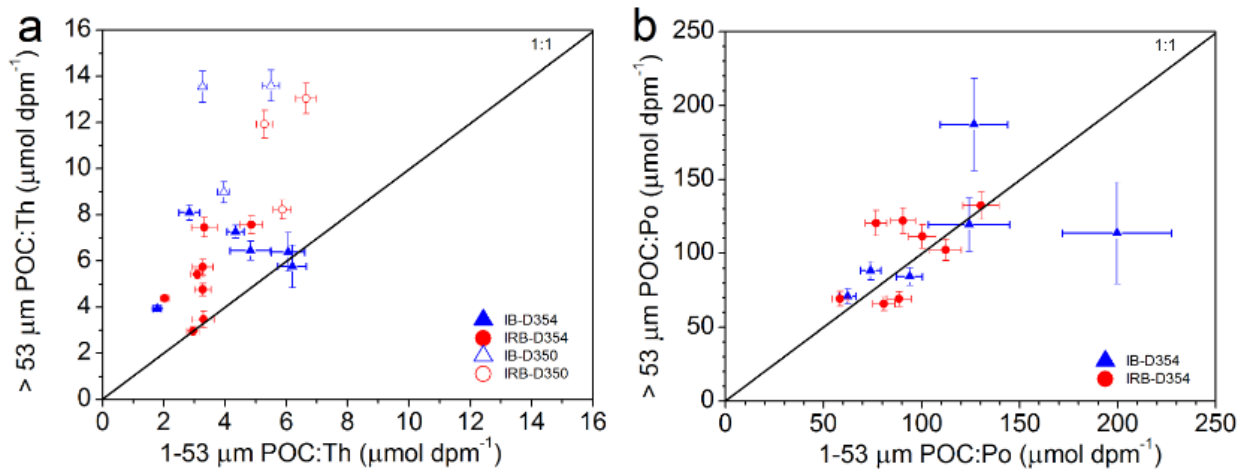 a
> 53 μm POC:Th (μmol dpm⁻¹)
16
14
12
10
8
6
4
2
0
1:1
IB-D354
IRB-D354
IB-D350
IRB-D350
0 2 4 6 8 10 12 14 16
1-53 μm POC:Th (μmol dpm⁻¹)
b
> 53 μm POC:Po (μmol dpm⁻¹)
250
200
150
100
50
0
1:1
IB-D354
IRB-D354
0 50 100 150 200 250
1-53 μm POC:Po (μmol dpm⁻¹)